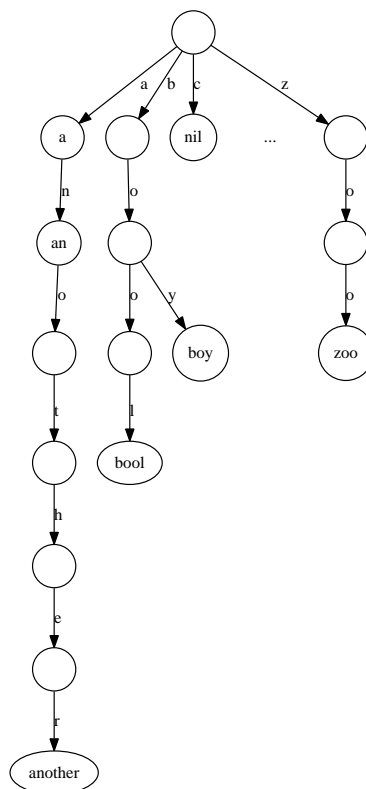 a b c z
a nil ...
n o o
an
o o y o
boy zoo
t l
bool
h
e
r
another